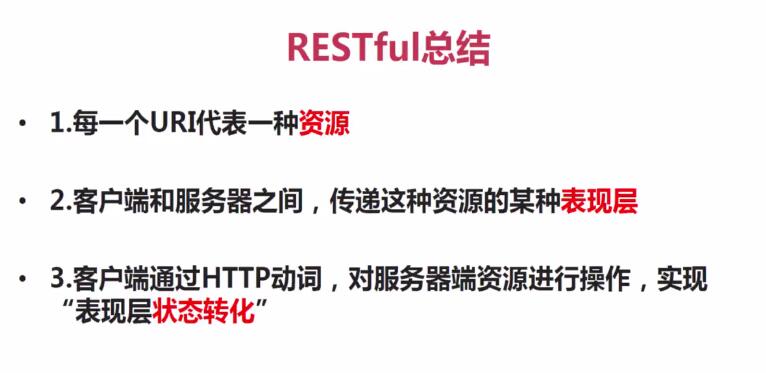 RESTful总结
• 1.每一个URI代表一种资源
• 2.客户端和服务器之间，传递这种资源的某种表现层
• 3.客户端通过HTTP动词，对服务器端资源进行操作，实现
“表现层状态转化”